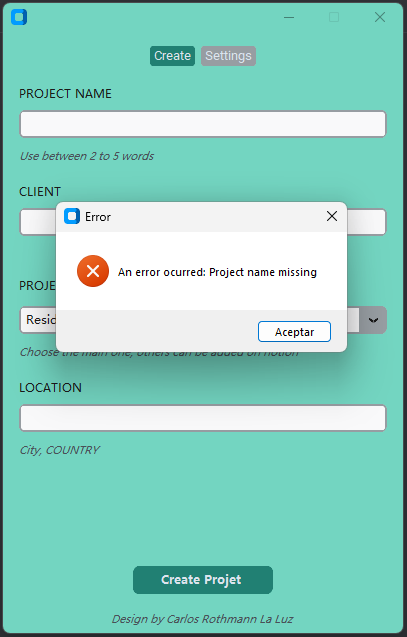 Create Settings
PROJECT NAME
Use between 2 to 5 words
CLIENT
Error
An error ocurred: Project name missing
Aceptar
PROJE
Resid
Choose the main one, others can be added on notion
LOCATION
City, COUNTRY
Create Projet
Design by Carlos Rothmann La Luz